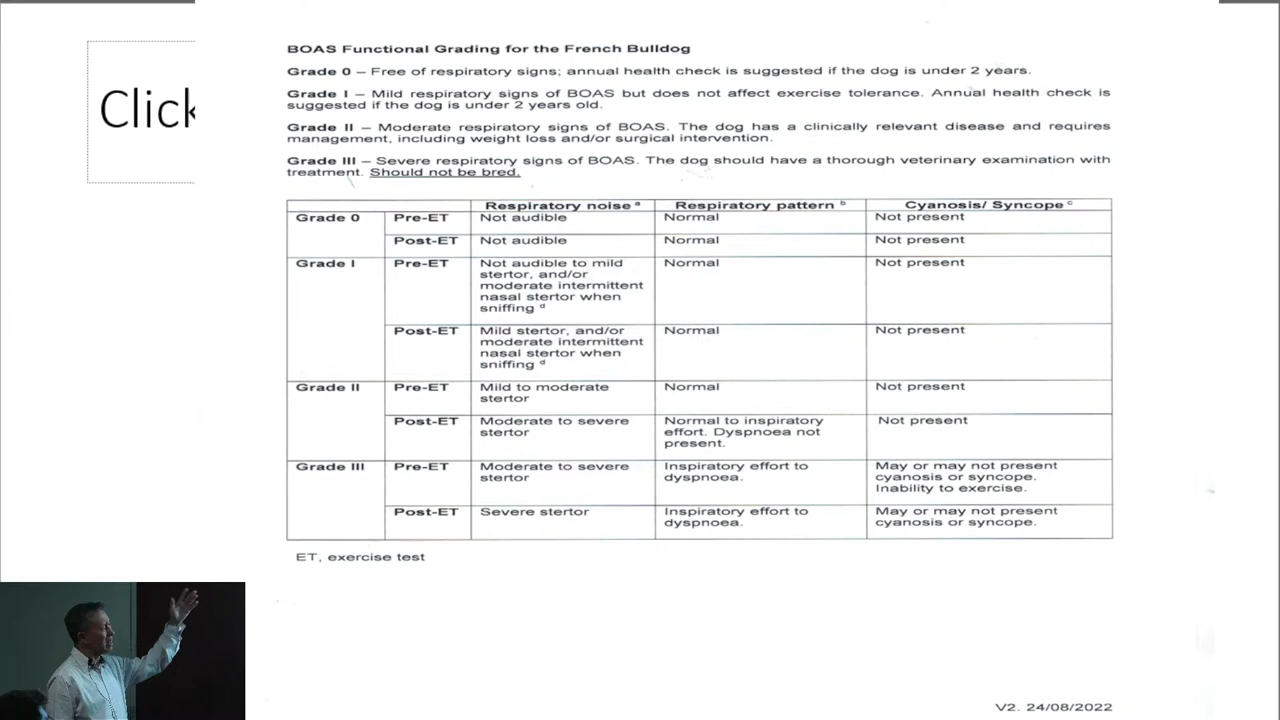 Click
BOAS Functional Grading for the French Bulldog
Grade 0 – Free of respiratory signs; annual health check is suggested if the dog is under 2 years.
Grade I – Mild respiratory signs of BOAS but does not affect exercise tolerance. Annual health check is
suggested if the dog is under 2 years old.
Grade II – Moderate respiratory signs of BOAS. The dog has a clinically relevant disease and requires
management, including weight loss and/or surgical intervention.
Grade III – Severe respiratory signs of BOAS. The dog should have a thorough veterinary examination with
treatment. Should not be bred.
Respiratory noise a Respiratory pattern b Cyanosis/ Syncope c
Grade 0 Pre-ET Not audible Normal Not present
Post-ET Not audible Normal Not present
Grade I Pre-ET Not audible to mild Normal Not present
stertor, and/or
moderate intermittent
nasal stertor when
sniffing d
Post-ET Mild stertor, and/or Normal Not present
moderate intermittent
nasal stertor when
sniffing d
Grade II Pre-ET Mild to moderate Normal Not present
stertor
Post-ET Moderate to severe Normal to inspiratory Not present
stertor effort. Dyspnoea not
present.
Grade III Pre-ET Moderate to severe Inspiratory effort to May or may not present
stertor dyspnoea. cyanosis or syncope.
Inability to exercise.
Post-ET Severe stertor Inspiratory effort to May or may not present
dyspnoea. cyanosis or syncope.
ET, exercise test
V2. 24/08/2022